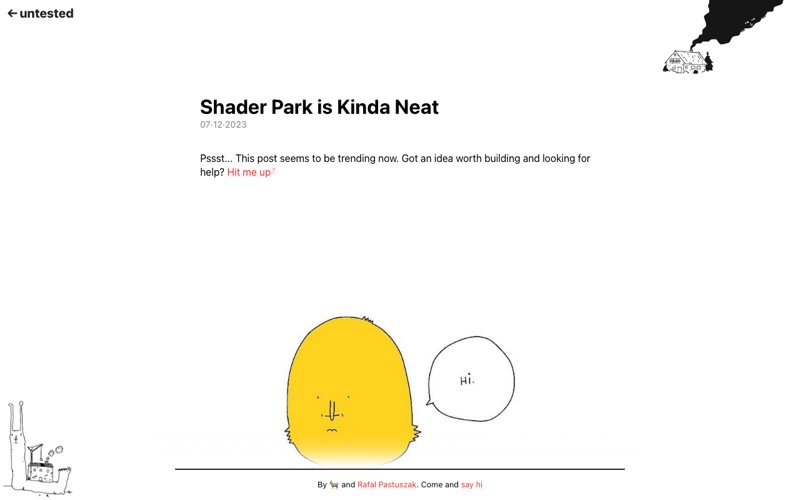 ← untested
Shader Park is Kinda Neat
07-12-2023
Pssst... This post seems to be trending now. Got an idea worth building and looking for
help? Hit me up
Hi.
By 🐈 and Rafal Pastuszak. Come and say hi